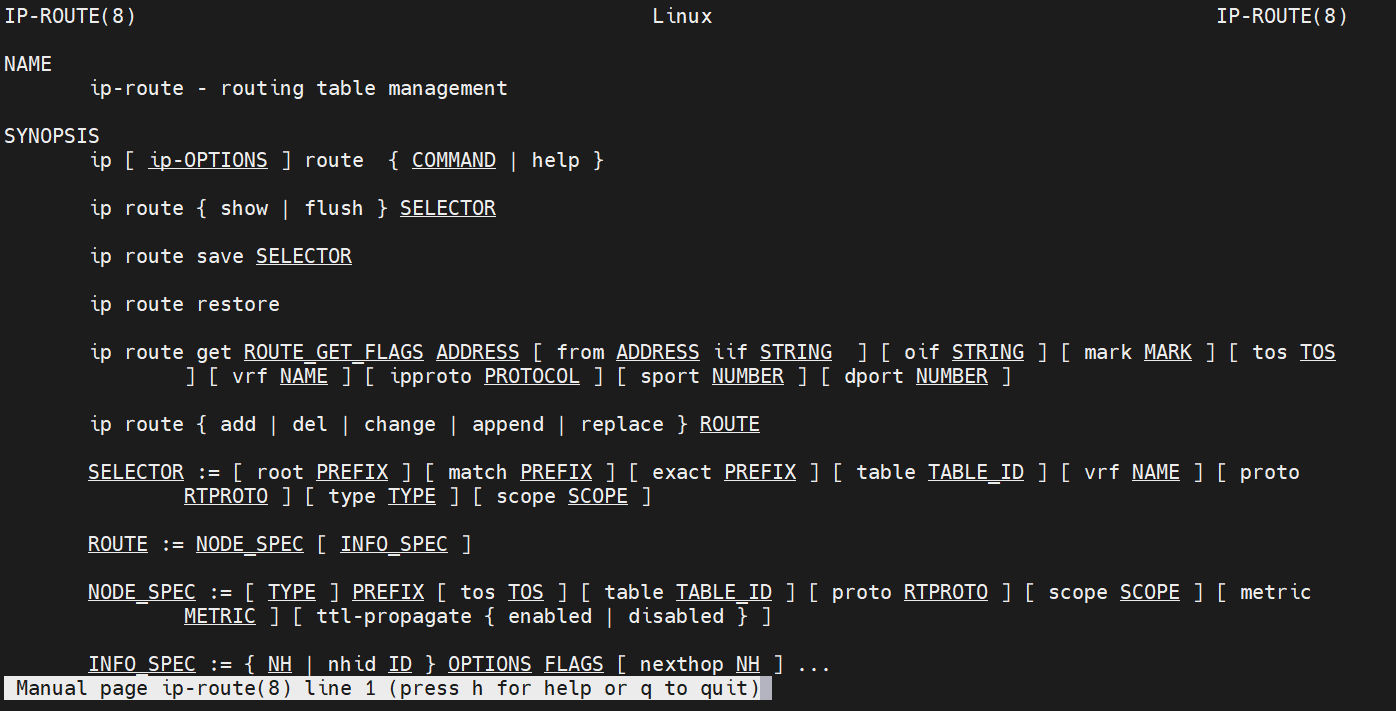 IP-ROUTE(8) Linux IP-ROUTE(8)
NAME
ip-route - routing table management
SYNOPSIS
ip [ ip-OPTIONS ] route  { COMMAND | help }
ip route { show | flush } SELECTOR
ip route save SELECTOR
ip route restore
ip route get ROUTE_GET_FLAGS ADDRESS [ from ADDRESS iif STRING  ] [ oif STRING ] [ mark MARK ] [ tos TOS
] [ vrf NAME ] [ ipproto PROTOCOL ] [ sport NUMBER ] [ dport NUMBER ]
ip route { add | del | change | append | replace } ROUTE
SELECTOR := [ root PREFIX ] [ match PREFIX ] [ exact PREFIX ] [ table TABLE_ID ] [ vrf NAME ] [ proto
RTPROTO ] [ type TYPE ] [ scope SCOPE ]
ROUTE := NODE_SPEC [ INFO_SPEC ]
NODE_SPEC := [ TYPE ] PREFIX [ tos TOS ] [ table TABLE_ID ] [ proto RTPROTO ] [ scope SCOPE ] [ metric
METRIC ] [ ttl-propagate { enabled | disabled } ]
INFO_SPEC := { NH | nhid ID } OPTIONS FLAGS [ nexthop NH ] ...
Manual page ip-route(8) line 1 (press h for help or q to quit)